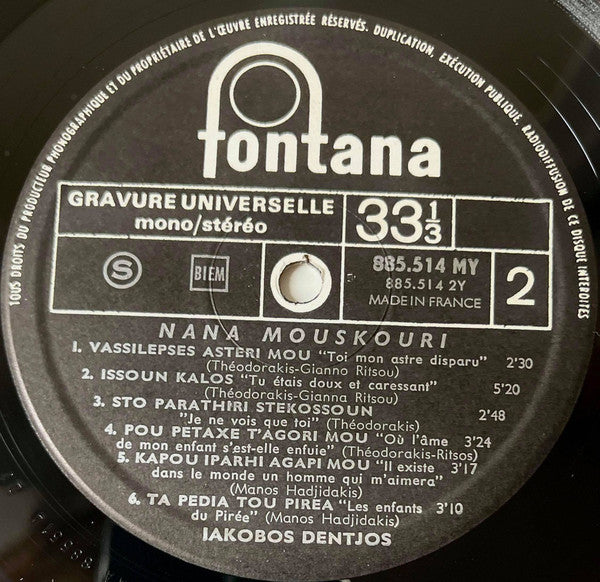 TOUS DROITS DU PRODUCTEUR PHONOGRAPHIQUE ET DU PROPRIÉTAIRE DE L'ŒUVRE ENREGISTRÉE RÉSERVÉS. DUPLICATION, EXÉCUTION PUBLIQUE, RADIODIFFUSION DE CE DISQUE INTERDITES
fontana
GRAVURE UNIVERSELLE
mono/stéréo
33 1/3
S
BIEM
885.514 MY
885.514 2Y
MADE IN FRANCE
2
NANA MOUSKOURI
1. VASSILEPSES ASTERI MOU "Toi mon astre disparu" 2'30
(Théodorakis-Gianno Ritsou)
2. ISSOUN KALOS "Tu étais doux et caressant" 5'20
(Théodorakis-Gianna Ritsou)
3. STO PARATHIRI STEKOSSOUN 2'48
"Je ne vois que toi" (Théodorakis)
4. POU PETAXE T'AGORI MOU "Où l'âme 3'24
de mon enfant s'est-elle enfuie" (Théodorakis-Ritsos)
5. KAPOU IPARHI AGAPI MOU "Il existe 3'17
dans le monde un homme qui m'aimera"
(Manos Hadjidakis)
6. TA PEDIA TOU PIREA "Les enfants 3'10
du Pirée" (Manos Hadjidakis)
IAKOBOS DENTJOS